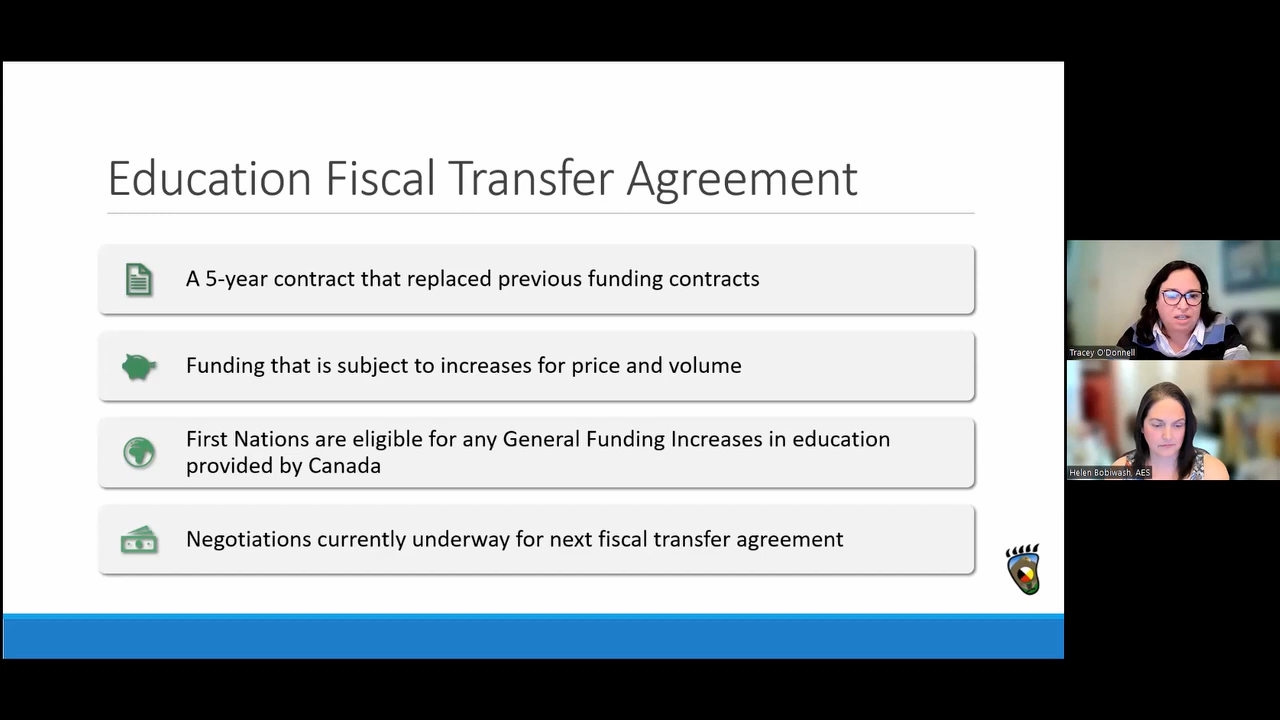 Education Fiscal Transfer Agreement
A 5-year contract that replaced previous funding contracts
Funding that is subject to increases for price and volume
First Nations are eligible for any General Funding Increases in education
provided by Canada
Negotiations currently underway for next fiscal transfer agreement
Tracey O'Donnell
Helen Bobiwash, AES